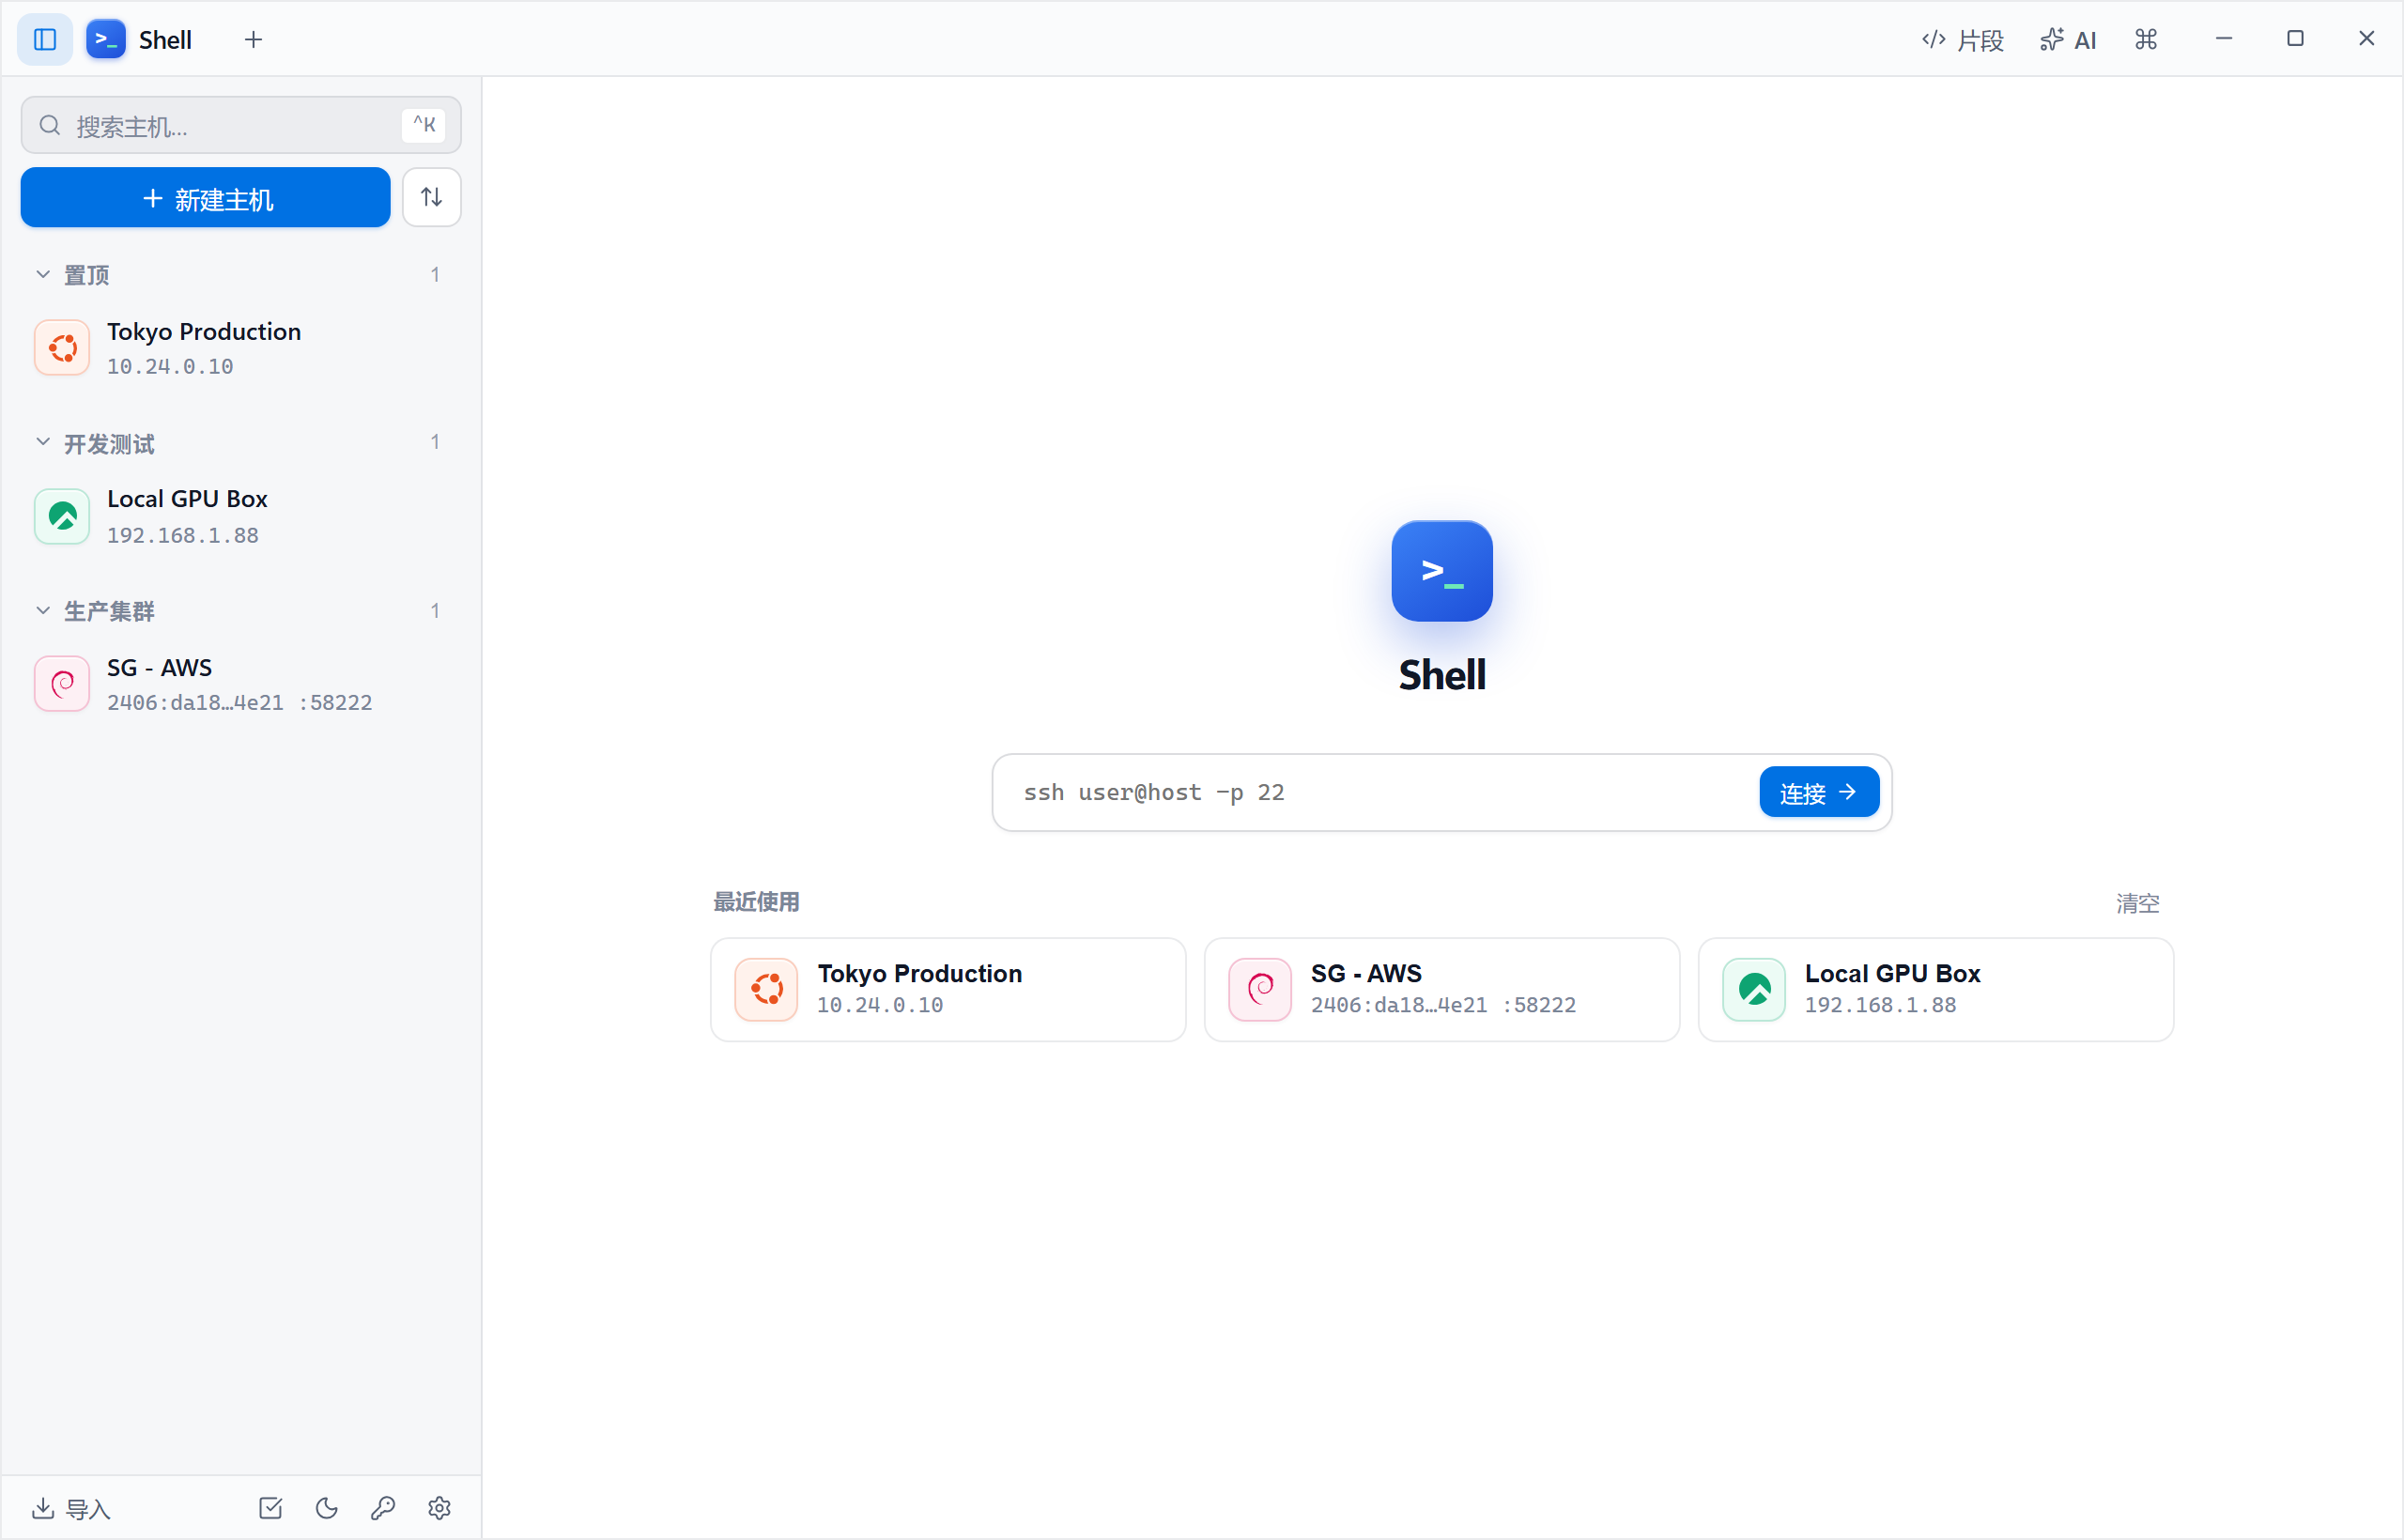 >_ Shell
片段
AI
搜索主机...
^K
新建主机
置顶 1
Tokyo Production
10.24.0.10
开发测试 1
Local GPU Box
192.168.1.88
生产集群 1
SG - AWS
2406:da18…4e21 :58222
导入
>_
Shell
ssh user@host -p 22
连接
最近使用
清空
Tokyo Production
10.24.0.10
SG - AWS
2406:da18…4e21 :58222
Local GPU Box
192.168.1.88